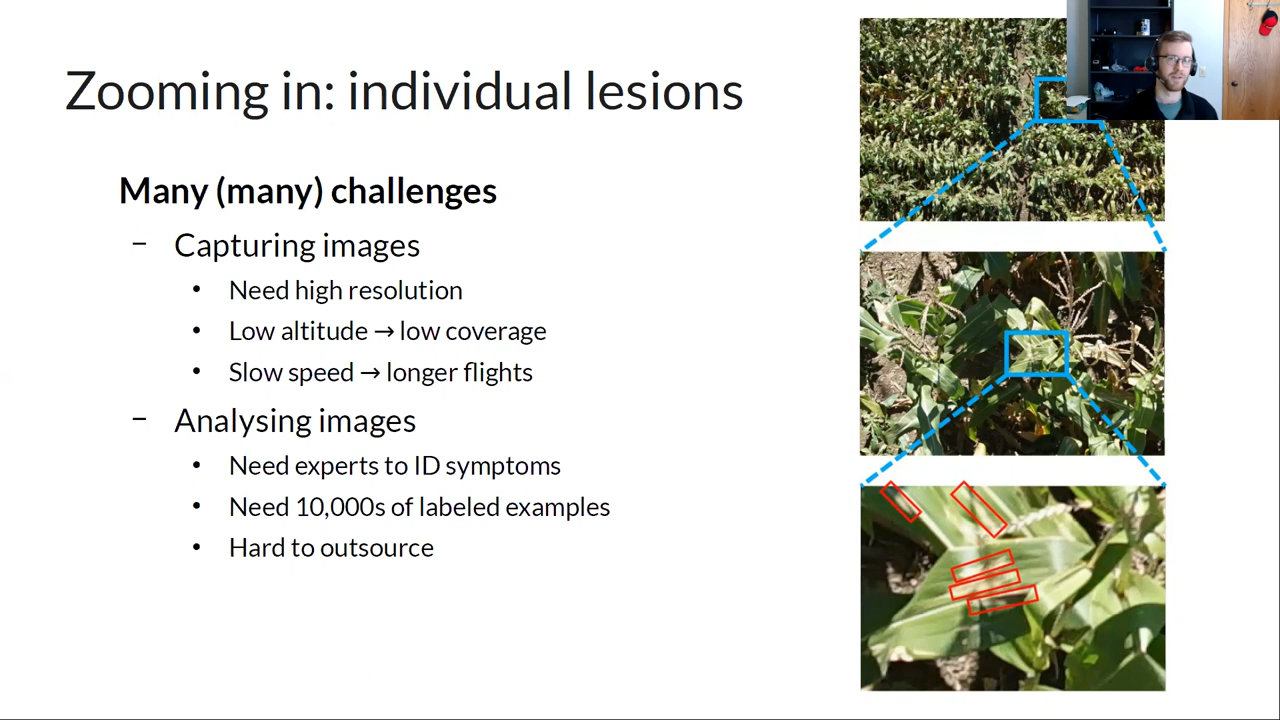 Zooming in: individual lesions
Many (many) challenges
– Capturing images
• Need high resolution
• Low altitude → low coverage
• Slow speed → longer flights
– Analysing images
• Need experts to ID symptoms
• Need 10,000s of labeled examples
• Hard to outsource